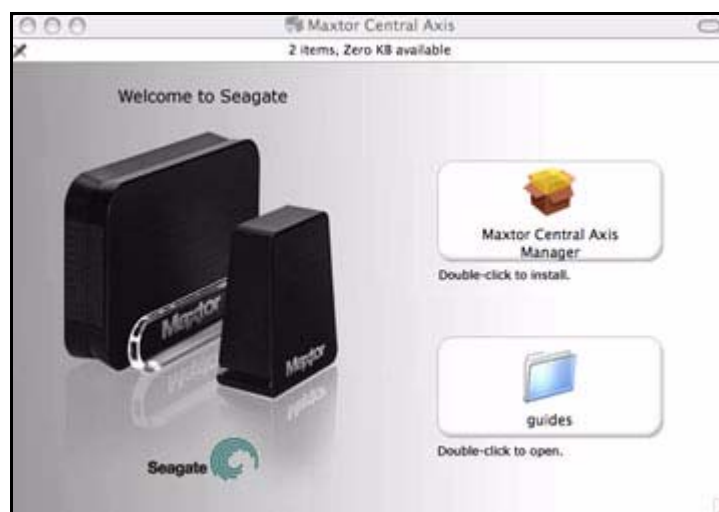 Maxtor Central Axis
2 items, Zero KB available
Welcome to Seagate
Maxtor Central Axis
Manager
Double-click to install.
Maxtor
Maxtor
guides
Double-click to open.
Seagate